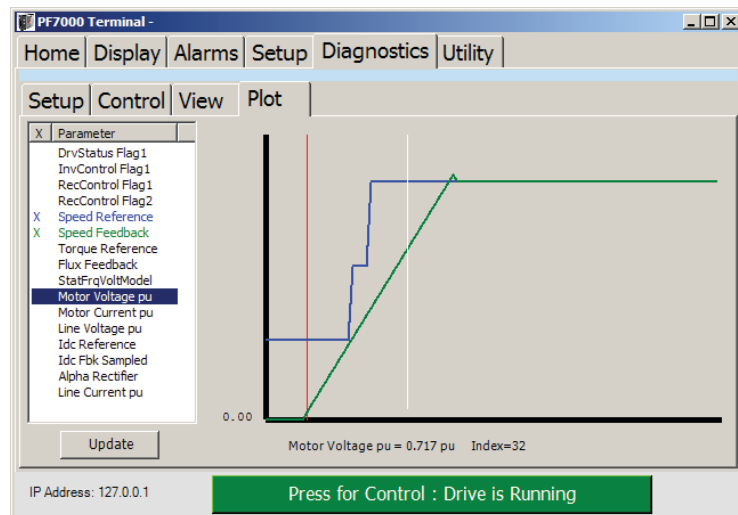 PF7000 Terminal -
Home Display Alarms Setup Diagnostics Utility
Setup Control View Plot
X Parameter
DrvStatus Flag1
InvControl Flag1
RecControl Flag1
RecControl Flag2
X Speed Reference
X Speed Feedback
Torque Reference
Flux Feedback
StatFrqVoltModel
Motor Voltage pu
Motor Current pu
Line Voltage pu
Idc Reference
Idc Fbk Sampled
Alpha Rectifier
Line Current pu
0.00
Update
Motor Voltage pu = 0.717 pu Index=32
IP Address: 127.0.0.1
Press for Control : Drive is Running